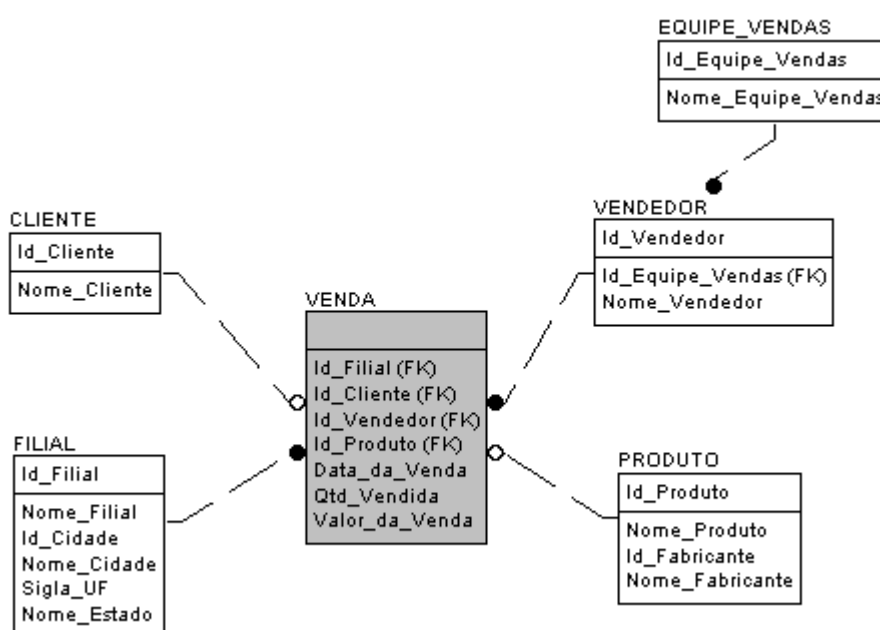 EQUIPE_VENDAS
Id_Equipe_Vendas
Nome_Equipe_Vendas
CLIENTE
Id_Cliente
Nome_Cliente
VENDEDOR
Id_Vendedor
Id_Equipe_Vendas (FK)
Nome_Vendedor
VENDA
Id_Filial (FK)
Id_Cliente (FK)
Id_Vendedor (FK)
Id_Produto (FK)
Data_da_Venda
Qtd_Vendida
Valor_da_Venda
FILIAL
Id_Filial
Nome_Filial
Id_Cidade
Nome_Cidade
Sigla_UF
Nome_Estado
PRODUTO
Id_Produto
Nome_Produto
Id_Fabricante
Nome_Fabricante